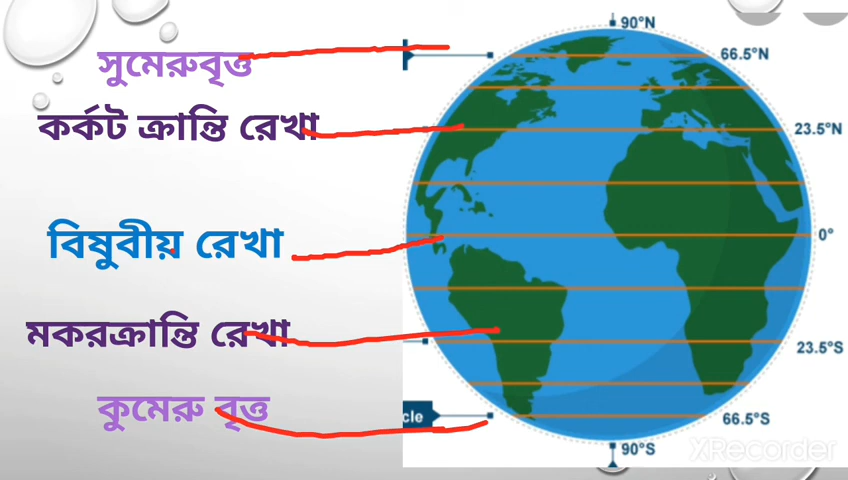 90°N
সুমেরুবৃত্ত
66.5°N
কর্কট ক্রান্তি রেখা
23.5°N
বিষুবীয় রেখা
0°
মকরক্রান্তি রেখা
23.5°S
কুমেরু বৃত্ত
cle
66.5°S
90°S
XRecorder